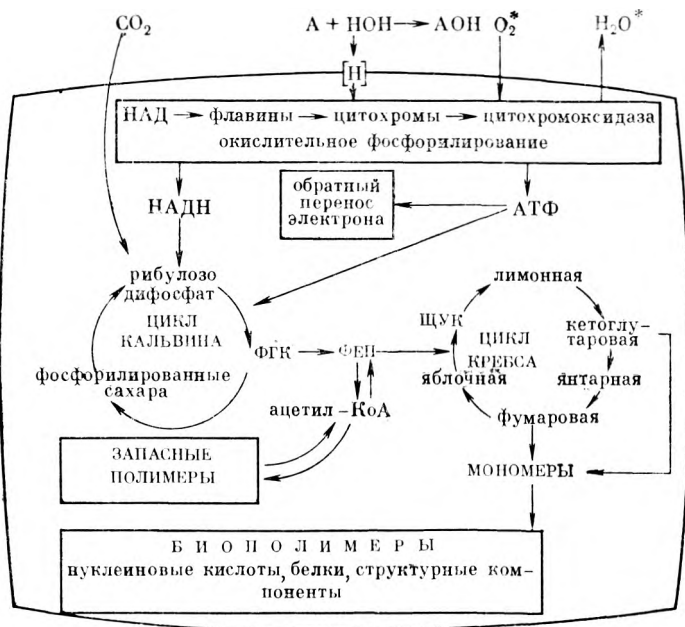 CO₂ A + HOH → AOH O₂* H₂O*
[H]
НАД → флавины → цитохромы → цитохромоксидаза
окислительное фосфорилирование
НАДН
обратный
перенос
электрона
АТФ
рибулозо
дифосфат
ЦИКЛ
КАЛЬВИНА
фосфорилированные
сахара
ФГК → ФЕП
ацетил – КоА
ЗАПАСНЫЕ
ПОЛИМЕРЫ
лимонная
ЩУК
ЦИКЛ
КРЕБСА
кетоглу-
таровая
яблочная
янтарная
фумаровая
МОНОМЕРЫ
БИОПОЛИМЕРЫ
нуклеиновые кислоты, белки, структурные ком-
поненты